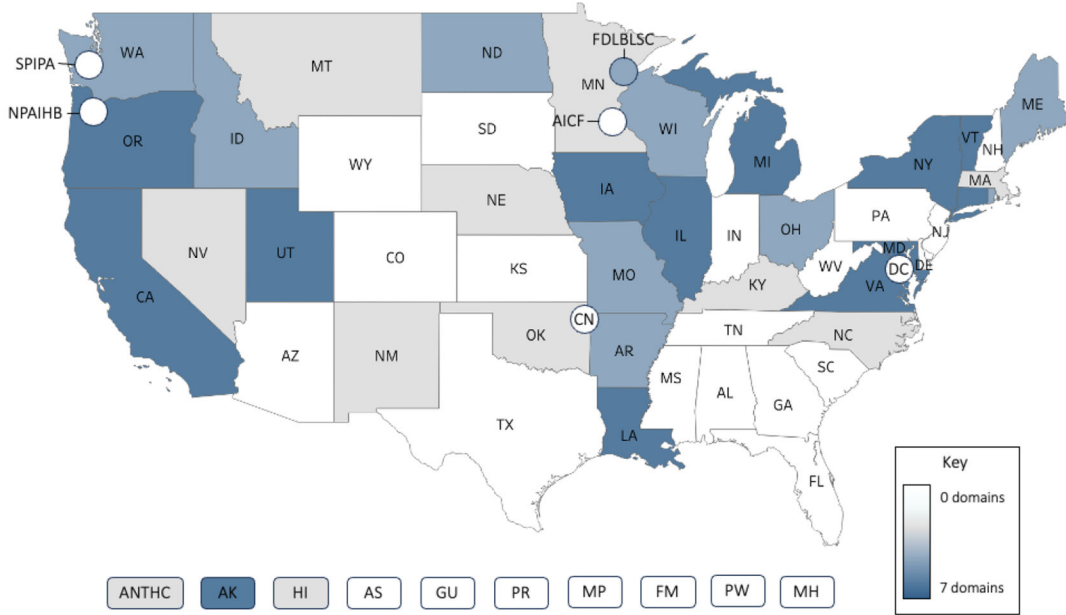 FDLBLSC
WA
ND
SPIPA
MT
MN
ME
NPAIHB
AICF
WI
VT
OR
ID
SD
NH
WY
MI
NY
MA
IA
NE
PA
NV
IL
IN
OH
NJ
UT
CO
MD
DE
KS
MO
WV
DC
CA
VA
KY
CN
TN
NC
OK
AZ
NM
AR
SC
MS
AL
GA
TX
LA
Key
FL
0 domains
7 domains
ANTHC AK HI AS GU PR MP FM PW MH